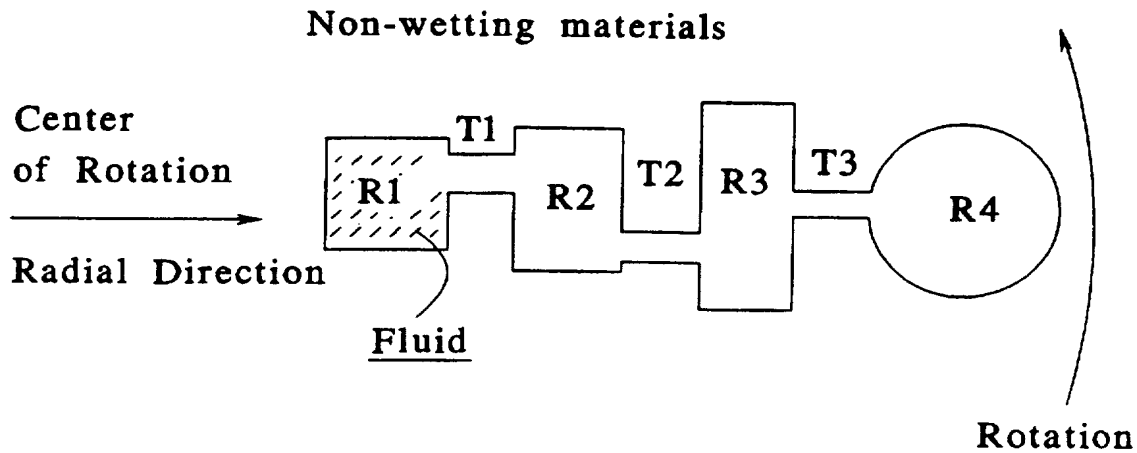 Non-wetting materials
Center
of Rotation
Radial Direction
R1
T1
R2
T2
R3
T3
R4
Fluid
Rotation